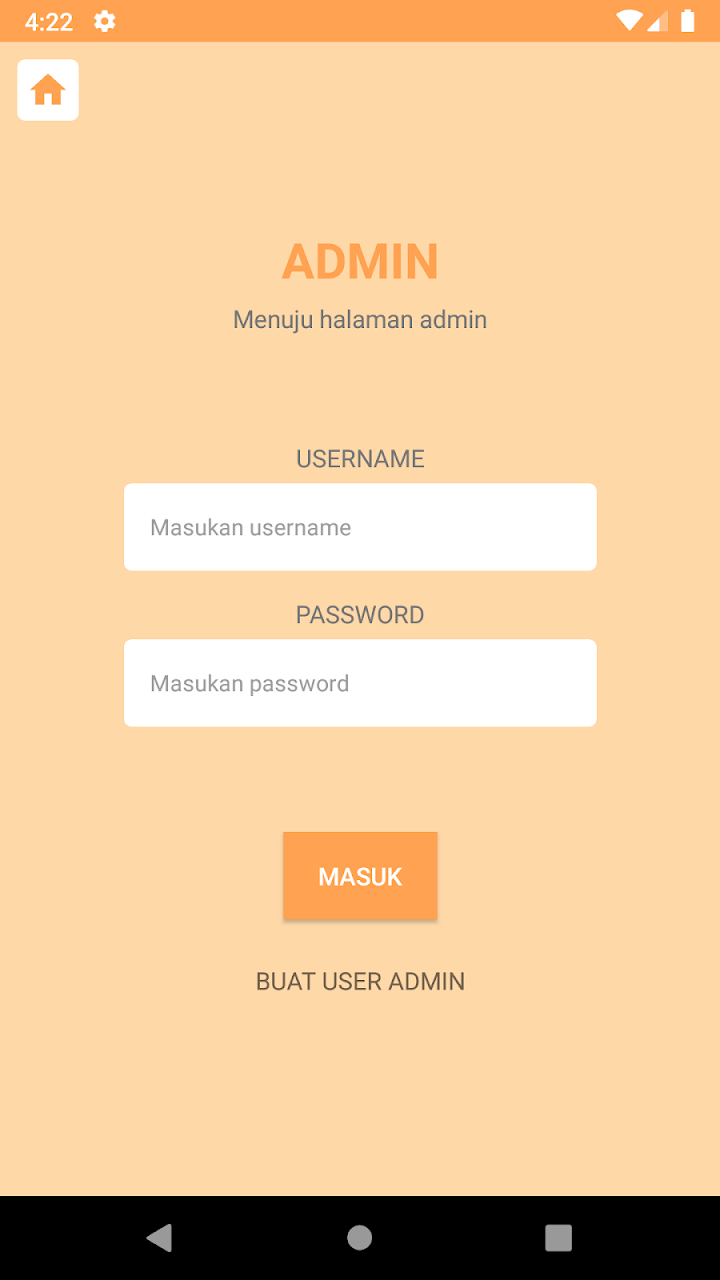 4:22
ADMIN
Menuju halaman admin
USERNAME
Masukan username
PASSWORD
Masukan password
MASUK
BUAT USER ADMIN